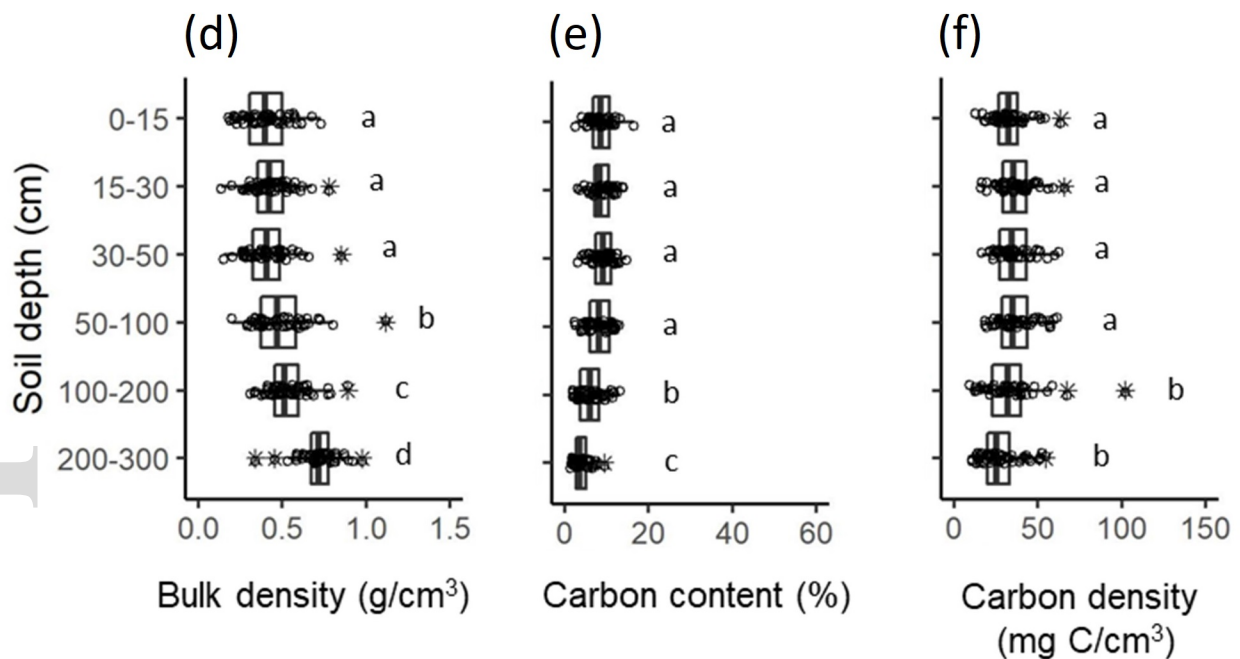 (d) (e) (f)
Soil depth (cm)
0-15 a a a
15-30 a a a
30-50 a a a
50-100 b a a
100-200 c b b
200-300 d c b
0.0 0.5 1.0 1.5 0 20 40 60 0 50 100 150
Bulk density (g/cm³) Carbon content (%) Carbon density
(mg C/cm³)